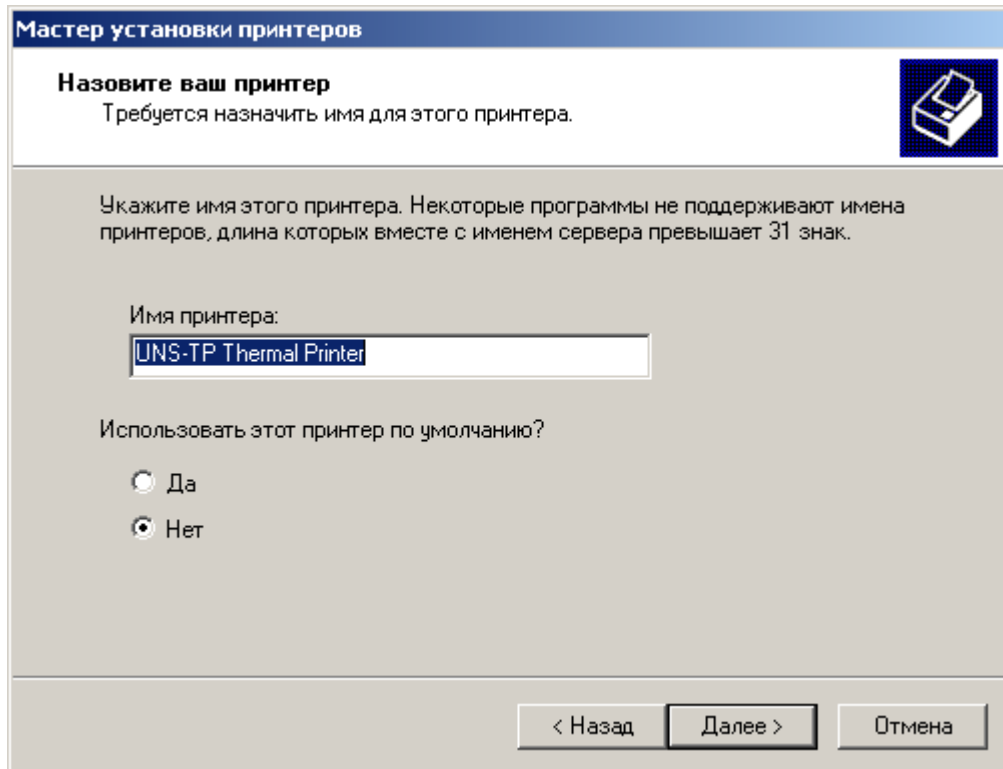 Мастер установки принтеров
Назовите ваш принтер
Требуется назначить имя для этого принтера.
Укажите имя этого принтера. Некоторые программы не поддерживают имена
принтеров, длина которых вместе с именем сервера превышает 31 знак.
Имя принтера:
UNS-TP Thermal Printer
Использовать этот принтер по умолчанию?
Да
Нет
< Назад
Далее >
Отмена